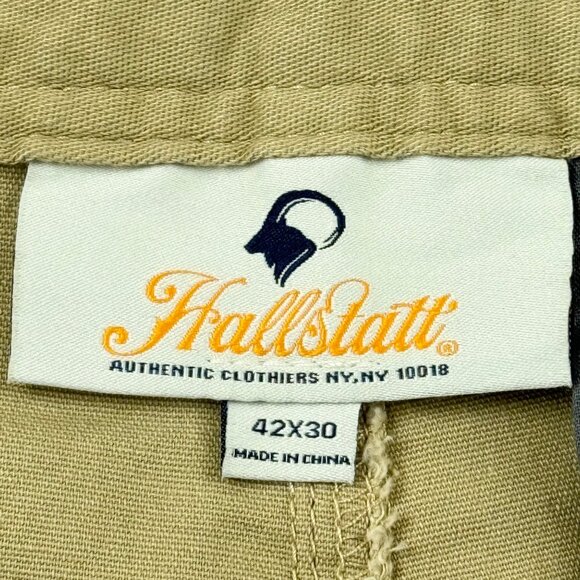 Hallstatt®
AUTHENTIC CLOTHIERS NY, NY 10018
42X30
MADE IN CHINA